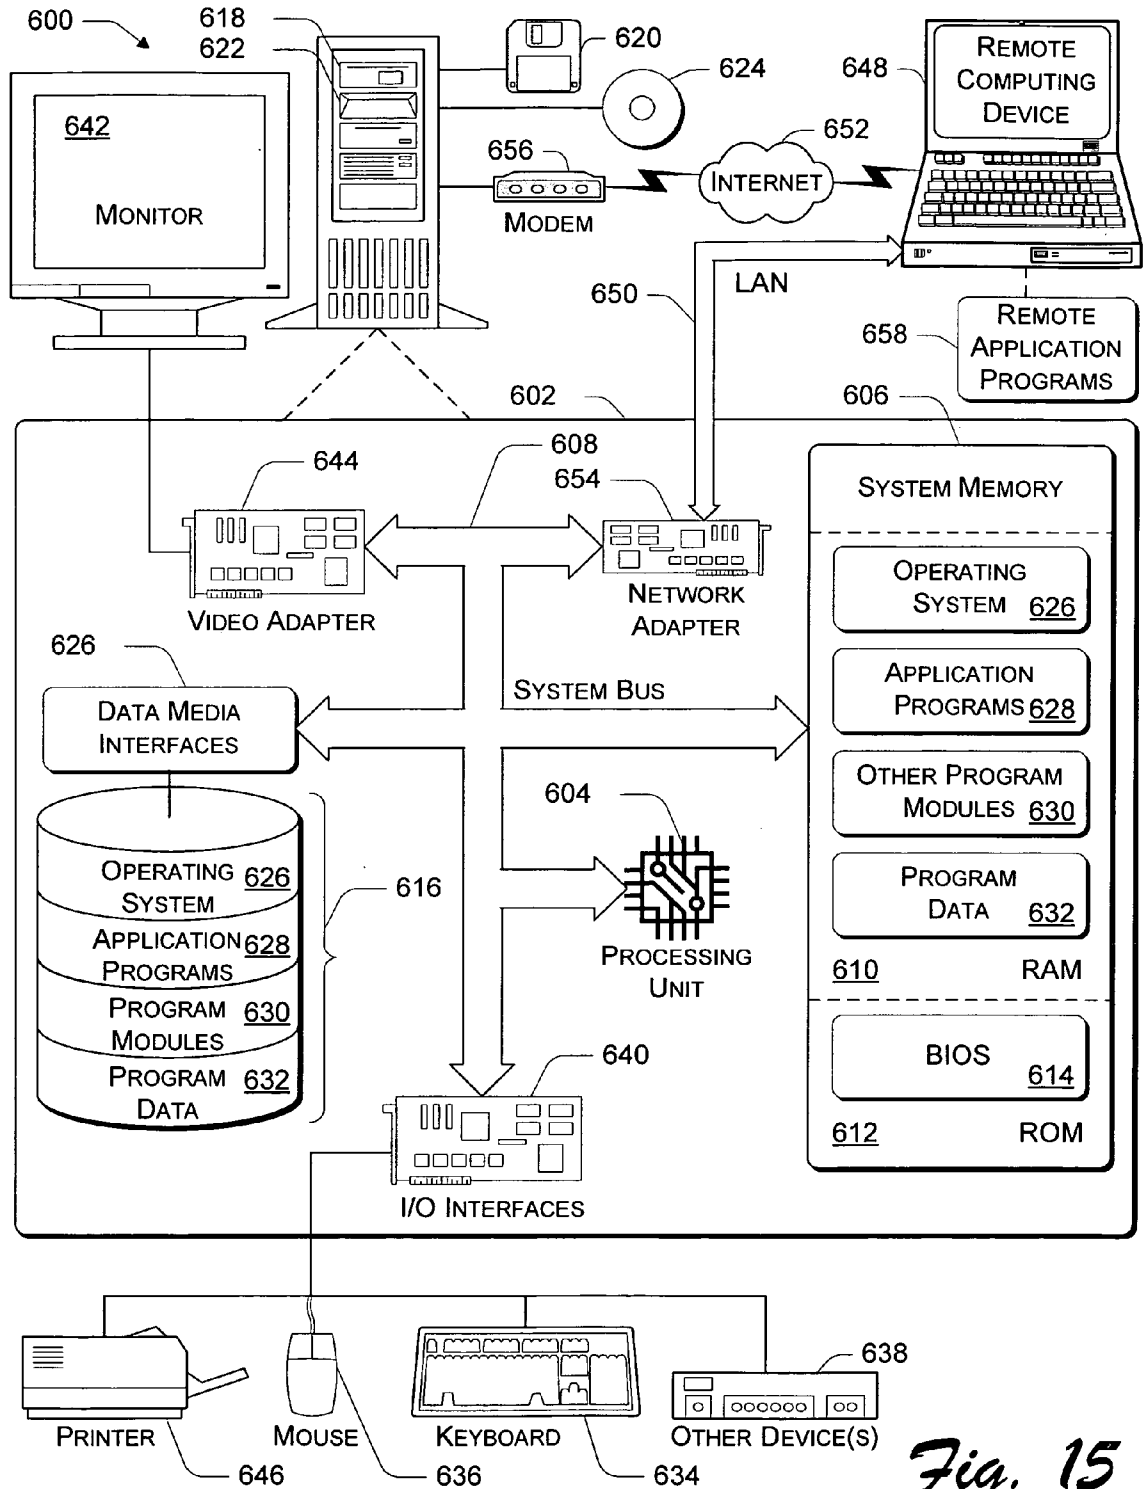 600
618
622
620
624
648
REMOTE
COMPUTING
DEVICE
642
MONITOR
656
MODEM
652
INTERNET
LAN
650
658
REMOTE
APPLICATION
PROGRAMS
602
606
644
608
654
VIDEO ADAPTER
NETWORK
ADAPTER
SYSTEM MEMORY
OPERATING
SYSTEM 626
APPLICATION
PROGRAMS 628
OTHER PROGRAM
MODULES 630
PROGRAM
DATA 632
610 RAM
BIOS
614
612 ROM
626
DATA MEDIA
INTERFACES
SYSTEM BUS
604
PROCESSING
UNIT
OPERATING 626
SYSTEM
616
APPLICATION 628
PROGRAMS
PROGRAM 630
MODULES
PROGRAM 632
DATA
640
I/O INTERFACES
PRINTER
646
MOUSE
636
KEYBOARD
634
638
OTHER DEVICE(S)
Fig. 15